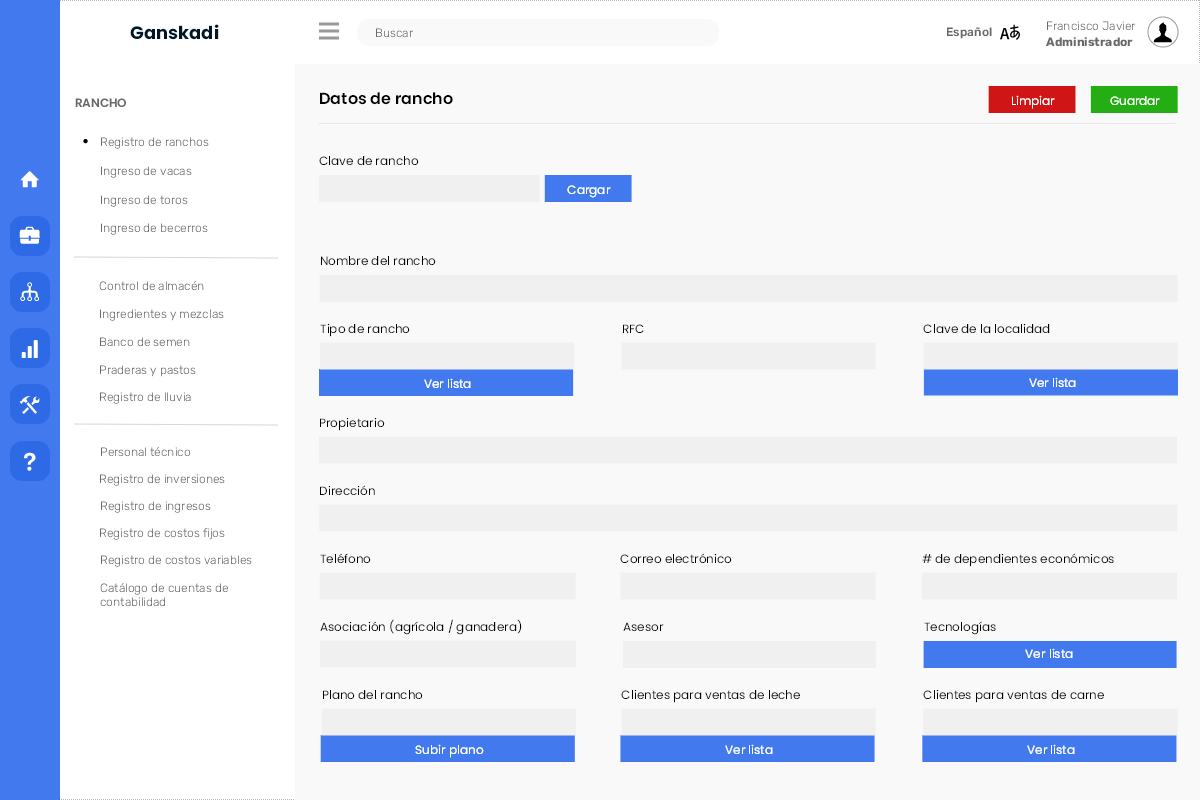 Ganskadi
Buscar
Español
Aあ
Francisco Javier
Administrador
RANCHO
Registro de ranchos
Ingreso de vacas
Ingreso de toros
Ingreso de becerros
Control de almacén
Ingredientes y mezclas
Banco de semen
Praderas y pastos
Registro de lluvia
Personal técnico
Registro de inversiones
Registro de ingresos
Registro de costos fijos
Registro de costos variables
Catálogo de cuentas de
contabilidad
?
Datos de rancho
Limpiar
Guardar
Clave de rancho
Cargar
Nombre del rancho
Tipo de rancho
RFC
Clave de la localidad
Ver lista
Ver lista
Propietario
Dirección
Teléfono
Correo electrónico
# de dependientes económicos
Asociación (agrícola / ganadera)
Asesor
Tecnologías
Ver lista
Plano del rancho
Clientes para ventas de leche
Clientes para ventas de carne
Subir plano
Ver lista
Ver lista